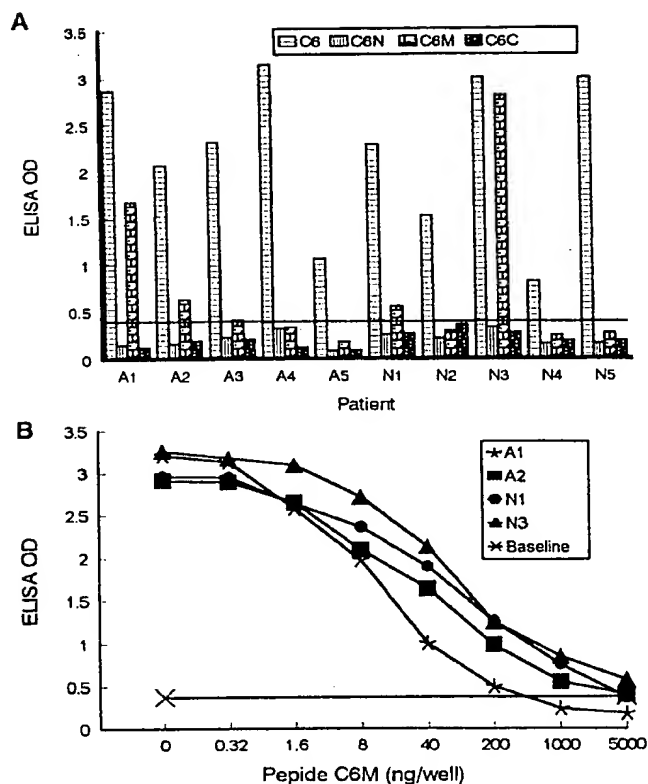 A
3.5
3
2.5
2
1.5
1
0.5
0
ELISA OD
C6 C6N C6M C6C
A1 A2 A3 A4 A5 N1 N2 N3 N4 N5
Patient
B
3.5
3
2.5
2
1.5
1
0.5
0
ELISA OD
A1
A2
N1
N3
Baseline
0 0.32 1.6 8 40 200 1000 5000
Pepide C6M (ng/well)